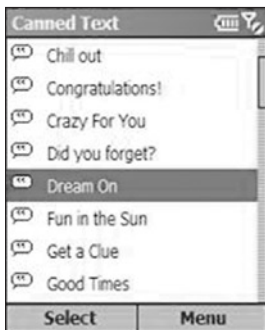 Canned Text
Chill out
Congratulations!
Crazy For You
Did you forget?
Dream On
Fun in the Sun
Get a Clue
Good Times
Select Menu